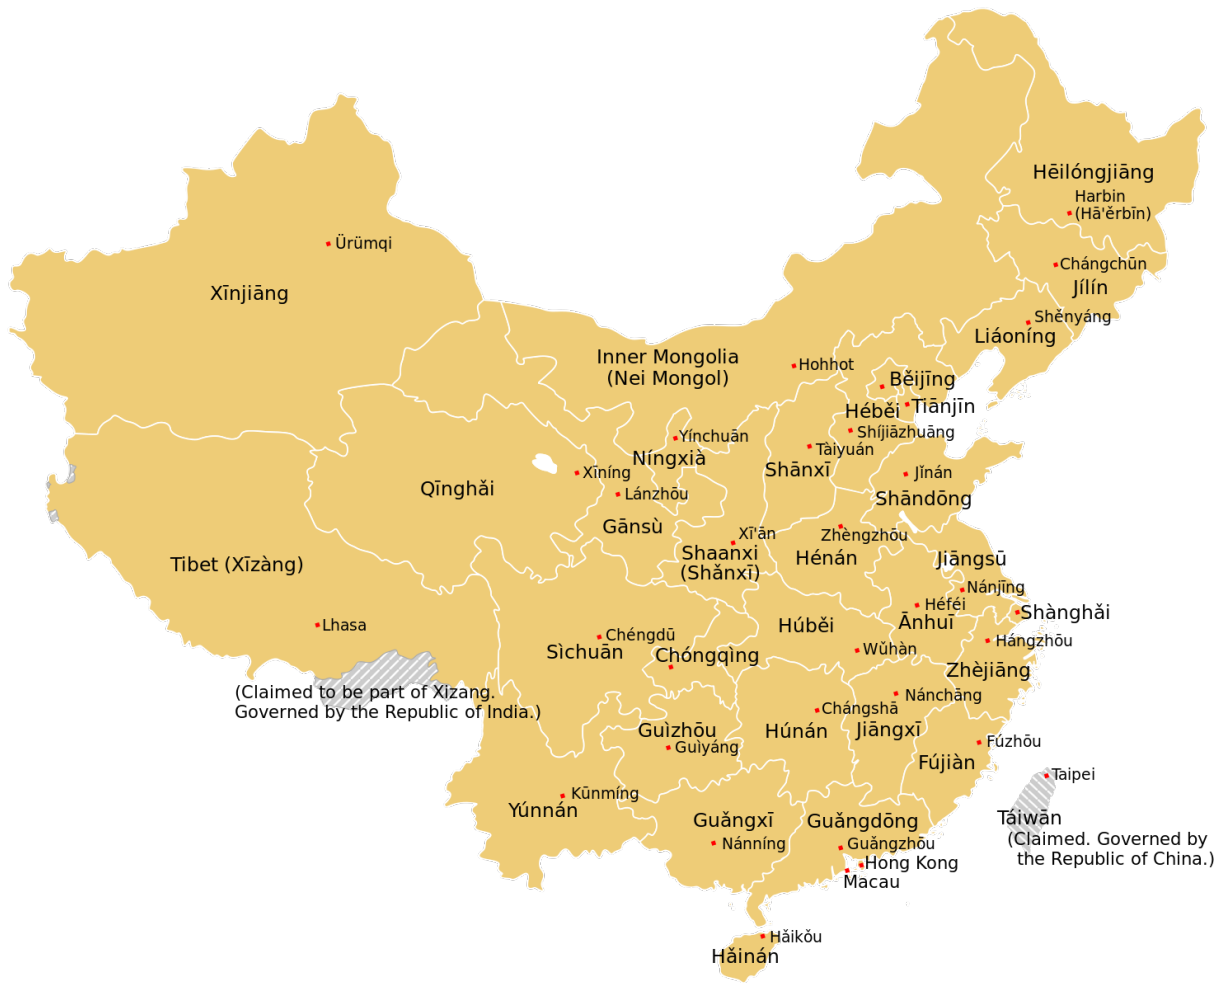 Hēilóngjiāng
Harbin
(Hā'ěrbīn)
Ürümqi
Chángchūn
Jílín
Xīnjiāng
Shěnyáng
Liáoníng
Inner Mongolia
(Nei Mongol)
Hohhot
Běijīng
Tiānjīn
Héběi
Shíjiāzhuāng
Yínchuān
Tàiyuán
Níngxià
Shānxī
Xīníng
Jǐnán
Qīnghǎi
Lánzhōu
Shāndōng
Gānsù
Xī'ān
Zhèngzhōu
Shaanxi
(Shǎnxī)
Hénán
Jiāngsū
Tibet (Xīzàng)
Nánjīng
Héféi
Shànghǎi
Ānhuī
Lhasa
Húběi
Chéngdū
Hángzhōu
Sìchuān
Chóngqìng
Wǔhàn
Zhèjiāng
(Claimed to be part of Xizang.
Governed by the Republic of India.)
Nánchāng
Chángshā
Guìzhōu
Húnán
Jiāngxī
Guìyáng
Fúzhōu
Fújiàn
Taipei
Kūnmíng
Yúnnán
Guǎngxī
Guǎngdōng
Táiwān
(Claimed. Governed by
the Republic of China.)
Nánníng
Guǎngzhōu
Hong Kong
Macau
Hǎikǒu
Hǎinán